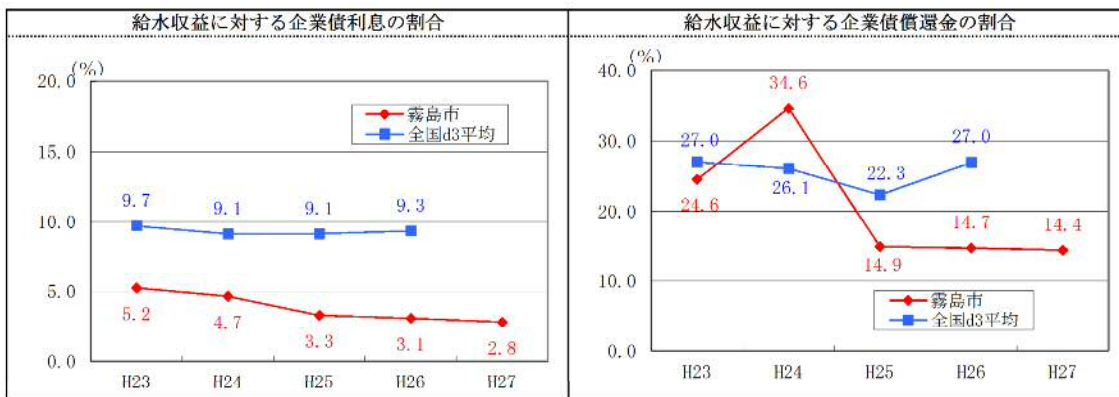 給水収益に対する企業債利息の割合
(%)
20.0
15.0
10.0
5.0
0.0
霧島市
全国d3平均
9.7
9.1
9.1
9.3
5.2
4.7
3.3
3.1
2.8
H23
H24
H25
H26
H27
給水収益に対する企業債償還金の割合
(%)
40.0
30.0
20.0
10.0
0.0
34.6
27.0
26.1
22.3
27.0
24.6
14.9
14.7
14.4
霧島市
全国d3平均
H23
H24
H25
H26
H27